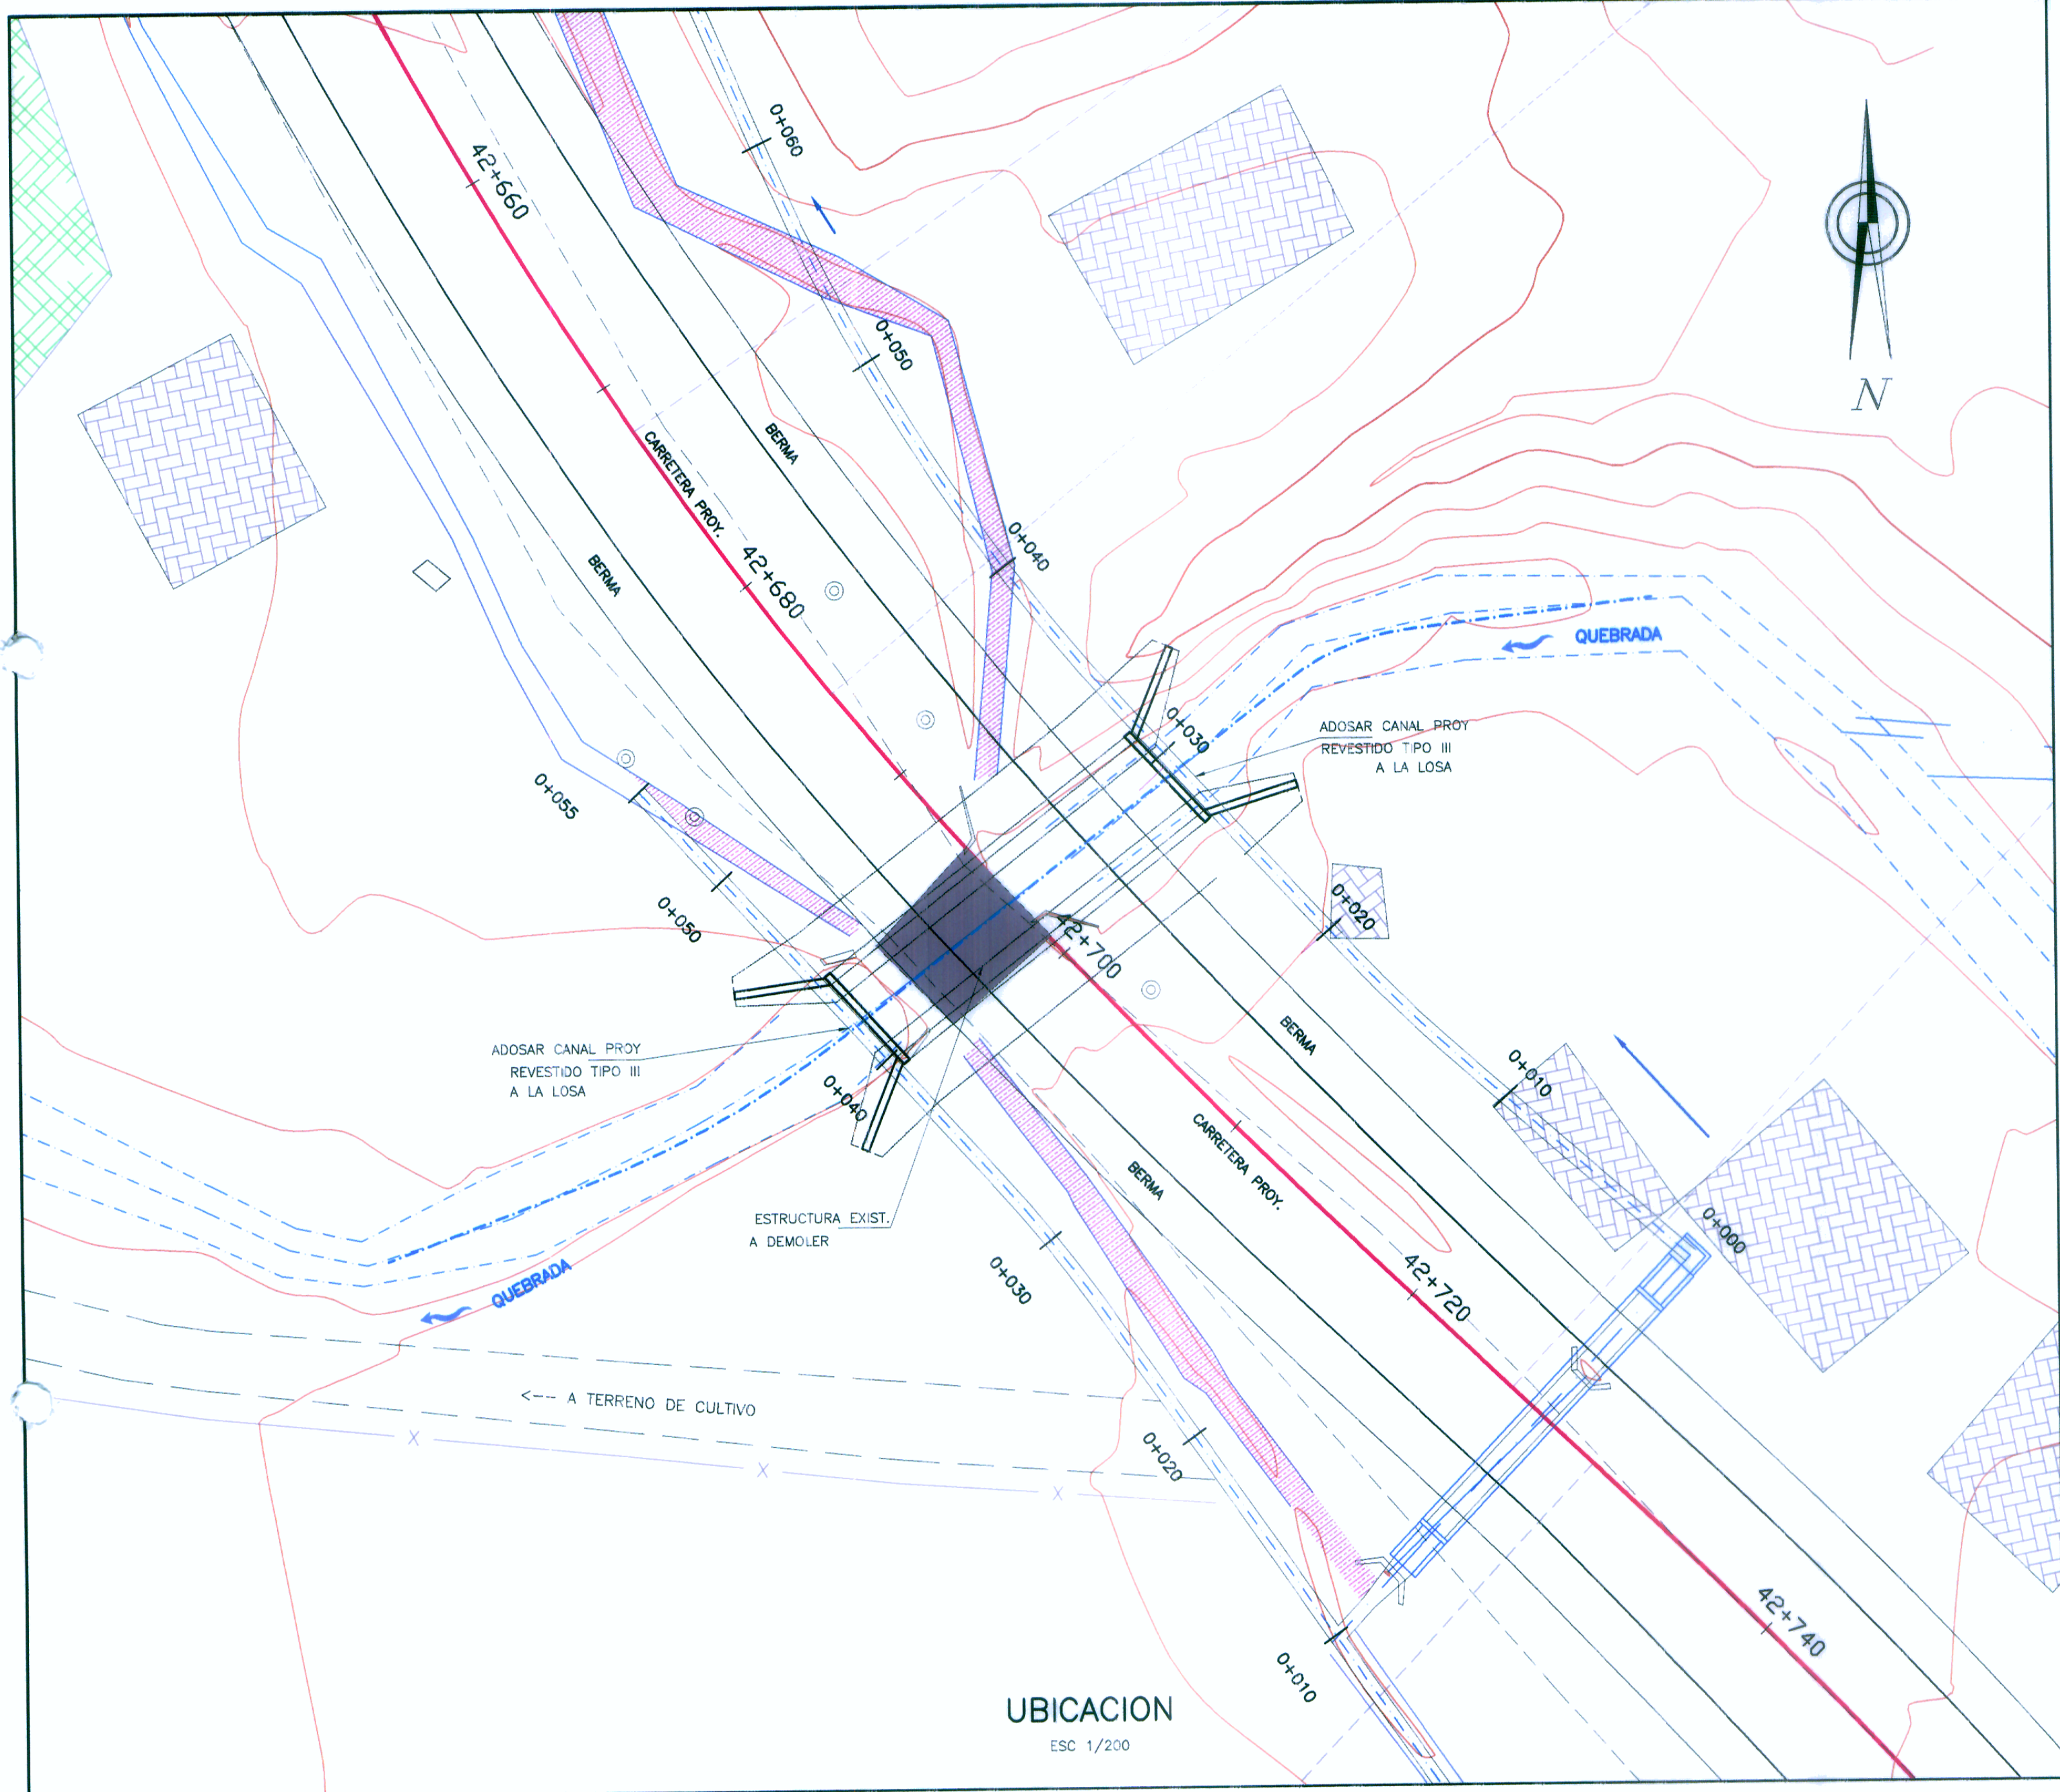 0+060
42+660
N
0+050
BERMA
CARRETERA PROY.
0+040
42+680
BERMA
QUEBRADA
0+030
ADOSAR CANAL PROY
REVESTIDO TIPO III
A LA LOSA
0+055
0+020
0+050
42+700
BERMA
ADOSAR CANAL PROY
REVESTIDO TIPO III
A LA LOSA
0+040
0+010
CARRETERA PROY.
BERMA
ESTRUCTURA EXIST.
A DEMOLER
0+000
QUEBRADA
0+030
42+720
<--- A TERRENO DE CULTIVO
X
X
X
0+020
42+740
0+010
UBICACION
ESC 1/200